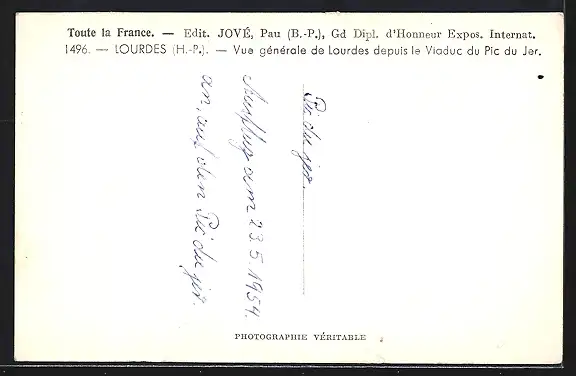 Toute la France. — Edit. JOVÉ, Pau (B.-P.), Gd Dipl. d'Honneur Expos. Internat.
1496. — LOURDES (H.-P.). — Vue générale de Lourdes depuis le Viaduc du Pic du Jer.
Pic du jer.
Ausflug am 23.5.1954.
an, auf den Pic du jer.
PHOTOGRAPHIE VÉRITABLE